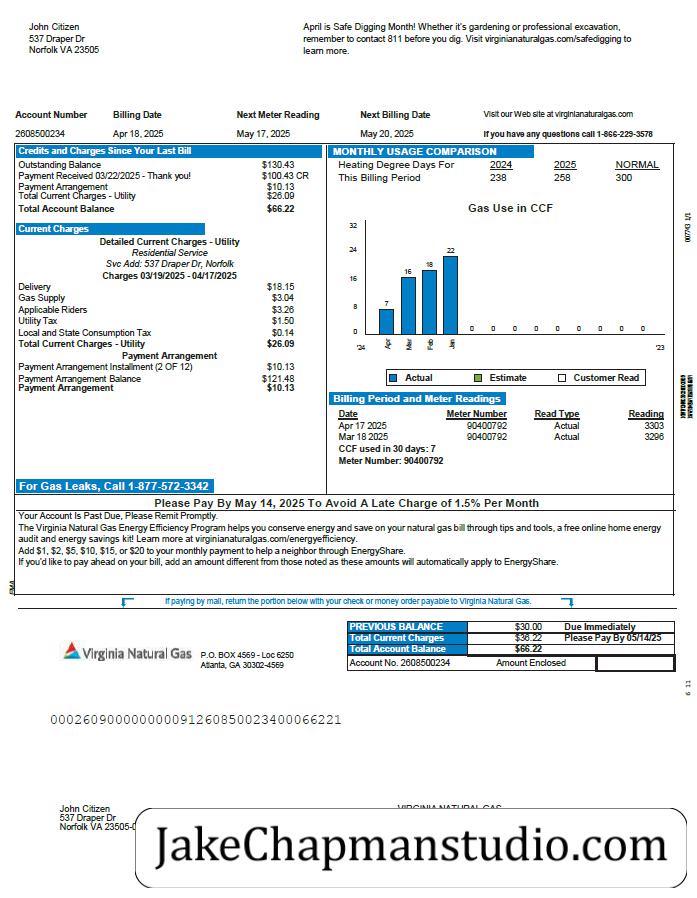 John Citizen
537 Draper Dr
Norfolk VA 23505
April is Safe Digging Month! Whether it's gardening or professional excavation,
remember to contact 811 before you dig. Visit virginianaturalgas.com/safedigging to
learn more.
Account Number Billing Date Next Meter Reading Next Billing Date Visit our Web site at virginianaturalgas.com
2608500234 Apr 18, 2025 May 17, 2025 May 20, 2025 If you have any questions call 1-866-229-3578
Credits and Charges Since Your Last Bill
Outstanding Balance $130.43
Payment Received 03/22/2025 - Thank you! $100.43 CR
Payment Arrangement $10.13
Total Current Charges - Utility $26.09
Total Account Balance $66.22
Current Charges
Detailed Current Charges - Utility
Residential Service
Svc Add: 537 Draper Dr, Norfolk
Charges 03/19/2025 - 04/17/2025
Delivery $18.15
Gas Supply $3.04
Applicable Riders $3.26
Utility Tax $1.50
Local and State Consumption Tax $0.14
Total Current Charges - Utility $26.09
Payment Arrangement
Payment Arrangement Installment (2 OF 12) $10.13
Payment Arrangement Balance $121.48
Payment Arrangement $10.13
For Gas Leaks, Call 1-877-572-3342
MONTHLY USAGE COMPARISON
Heating Degree Days For 2024 2025 NORMAL
This Billing Period 238 258 300
Gas Use in CCF
32
24
16
8
0
7 16 18 22 0 0 0 0 0 0 0 0 0
'24 Apr Mar Feb Jan '23
Actual Estimate Customer Read
Billing Period and Meter Readings
Date Meter Number Read Type Reading
Apr 17 2025 90400792 Actual 3303
Mar 18 2025 90400792 Actual 3296
CCF used in 30 days: 7
Meter Number: 90400792
007743 1/1
Please Pay By May 14, 2025 To Avoid A Late Charge of 1.5% Per Month
Your Account Is Past Due, Please Remit Promptly.
The Virginia Natural Gas Energy Efficiency Program helps you conserve energy and save on your natural gas bill through tips and tools, a free online home energy
audit and energy savings kit! Learn more at virginianaturalgas.com/energyefficiency.
Add $1, $2, $5, $10, $15, or $20 to your monthly payment to help a neighbor through EnergyShare.
If you'd like to pay ahead on your bill, add an amount different from those noted as these amounts will automatically apply to EnergyShare.
If paying by mail, return the portion below with your check or money order payable to Virginia Natural Gas.
Virginia Natural Gas
P.O. BOX 4569 - Loc 6250
Atlanta, GA 30302-4569
PREVIOUS BALANCE $30.00 Due Immediately
Total Current Charges $36.22 Please Pay By 05/14/25
Total Account Balance $66.22
Account No. 2608500234 Amount Enclosed
6 11
000260900000000091260850023400066221
John Citizen
537 Draper Dr
Norfolk VA 23505-0
VIRGINIA NATURAL GAS
JakeChapmanstudio.com